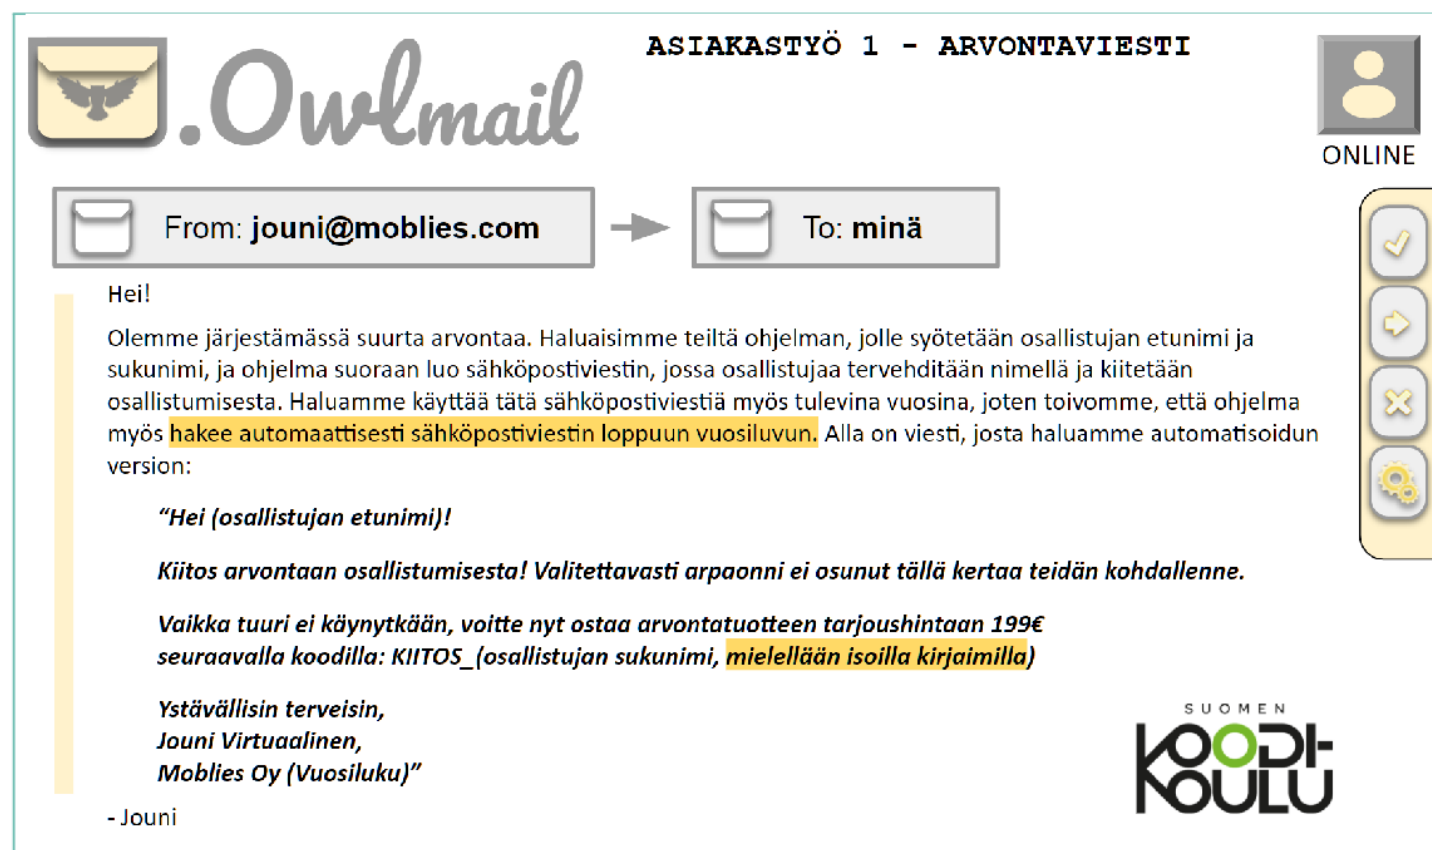 ASIAKASTYÖ 1 - ARVONTAVIESTI
.Owlmail
ONLINE
From: jouni@moblies.com
To: minä
Hei!
Olemme järjestämässä suurta arvontaa. Haluaisimme teiltä ohjelman, jolle syötetään osallistujan etunimi ja
sukunimi, ja ohjelma suoraan luo sähköpostiviestin, jossa osallistujaa tervehditään nimellä ja kiitetään
osallistumisesta. Haluamme käyttää tätä sähköpostiviestiä myös tulevina vuosina, joten toivomme, että ohjelma
myös hakee automaattisesti sähköpostiviestin loppuun vuosiluvun. Alla on viesti, josta haluamme automatisoidun
version:
“Hei (osallistujan etunimi)!
Kiitos arvontaan osallistumisesta! Valitettavasti arpaonni ei osunut tällä kertaa teidän kohdallenne.
Vaikka tuuri ei käynytkään, voitte nyt ostaa arvontatuotteen tarjoushintaan 199€
seuraavalla koodilla: KIITOS_(osallistujan sukunimi, mielellään isoilla kirjaimilla)
Ystävällisin terveisin,
Jouni Virtuaalinen,
Moblies Oy (Vuosiluku)”
- Jouni
SUOMEN
KOODI-
KOULU